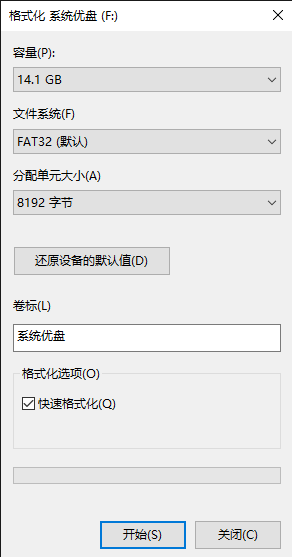 格式化 系统优盘 (F:)
容量(P):
14.1 GB
文件系统(F)
FAT32 (默认)
分配单元大小(A)
8192 字节
还原设备的默认值(D)
卷标(L)
系统优盘
格式化选项(O)
快速格式化(Q)
开始(S)
关闭(C)